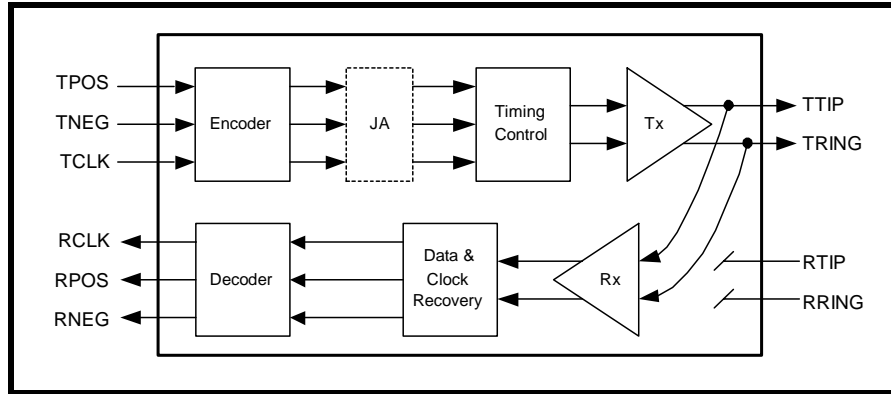 TPOS
TNEG
TCLK
Encoder
JA
Timing
Control
Tx
TTIP
TRING
RCLK
RPOS
RNEG
Decoder
Data &
Clock
Recovery
Rx
RTIP
RRING